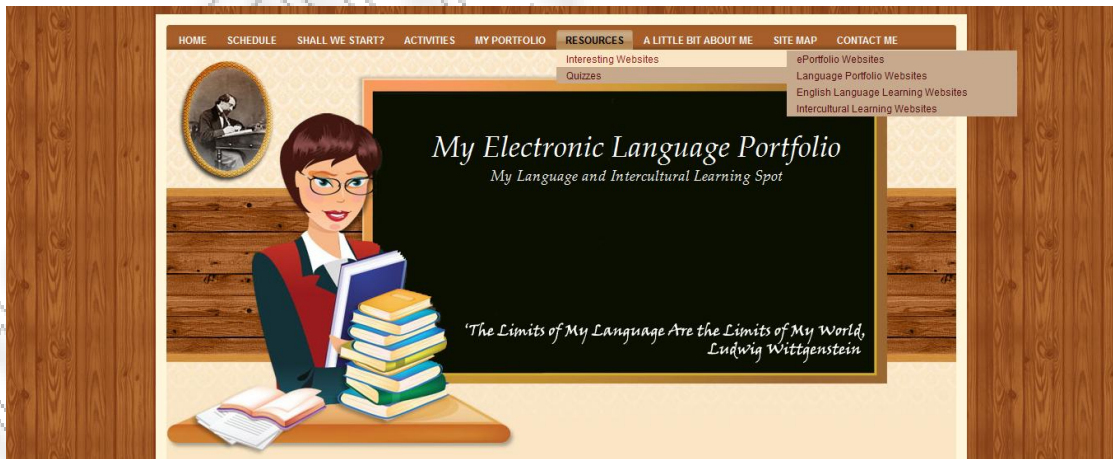 HOME SCHEDULE SHALL WE START? ACTIVITIES MY PORTFOLIO RESOURCES A LITTLE BIT ABOUT ME SITE MAP CONTACT ME
Interesting Websites
Quizzes
ePortfolio Websites
Language Portfolio Websites
English Language Learning Websites
Intercultural Learning Websites
My Electronic Language Portfolio
My Language and Intercultural Learning Spot
'The Limits of My Language Are the Limits of My World,
Ludwig Wittgenstein